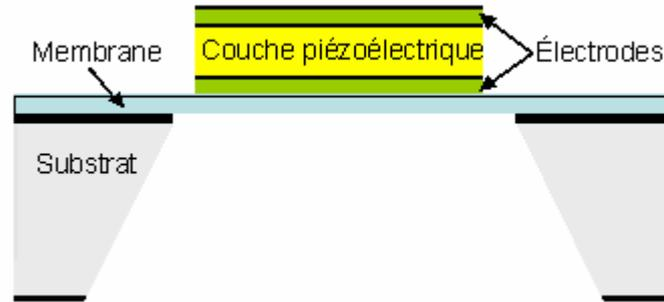 Membrane
Couche piézoélectrique
Électrodes
Substrat